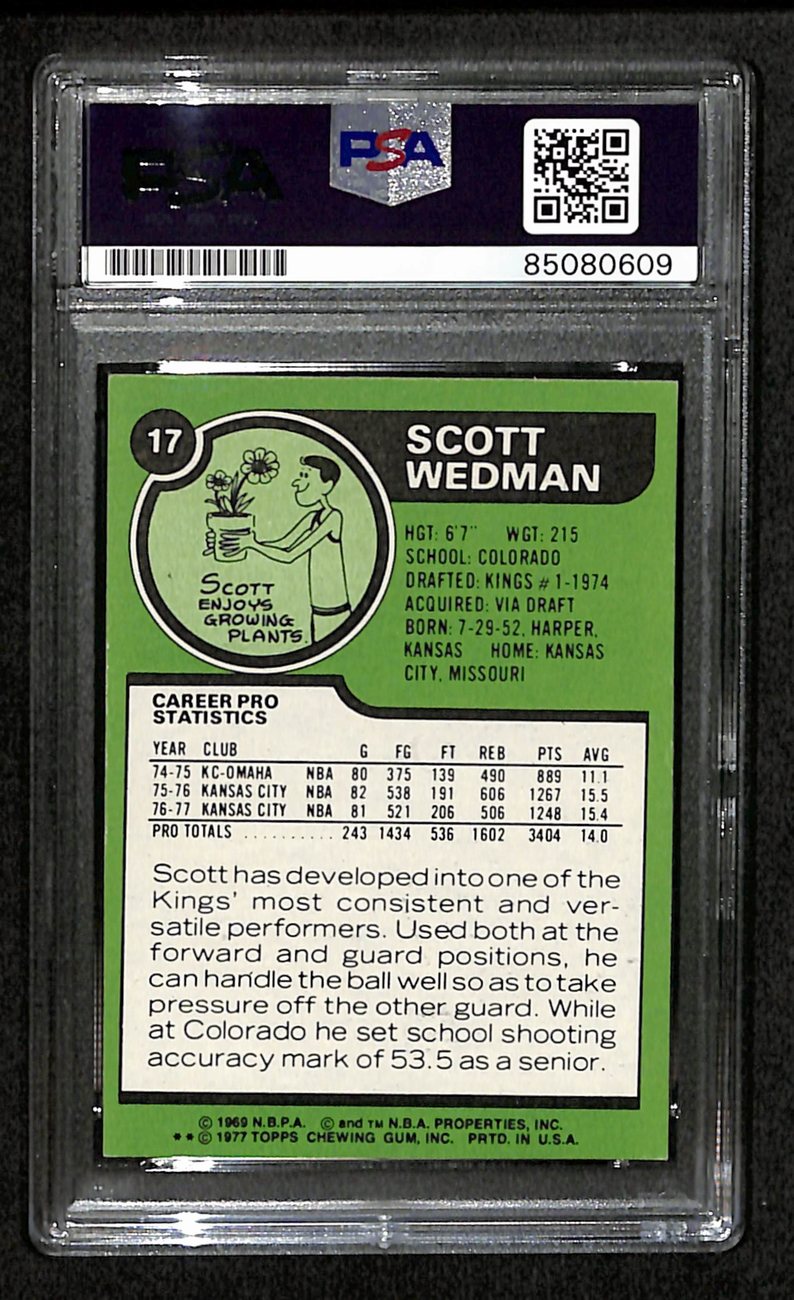 PSA
PSA
85080609
17
SCOTT
WEDMAN
SCOTT
ENJOYS
GROWING
PLANTS.
HGT: 6'7" WGT: 215
SCHOOL: COLORADO
DRAFTED: KINGS #1-1974
ACQUIRED: VIA DRAFT
BORN: 7-29-52, HARPER,
KANSAS HOME: KANSAS
CITY, MISSOURI
CAREER PRO
STATISTICS
YEAR CLUB G FG FT REB PTS AVG
74-75 KC-OMAHA NBA 80 375 139 490 889 11.1
75-76 KANSAS CITY NBA 82 538 191 606 1267 15.5
76-77 KANSAS CITY NBA 81 521 206 506 1248 15.4
PRO TOTALS .......... 243 1434 536 1602 3404 14.0
Scott has developed into one of the
Kings' most consistent and ver-
satile performers. Used both at the
forward and guard positions, he
can handle the ball well so as to take
pressure off the other guard. While
at Colorado he set school shooting
accuracy mark of 53.5 as a senior.
© 1969 N.B.P.A. © and TM N.B.A. PROPERTIES, INC.
**© 1977 TOPPS CHEWING GUM, INC. PRTD. IN U.S.A.